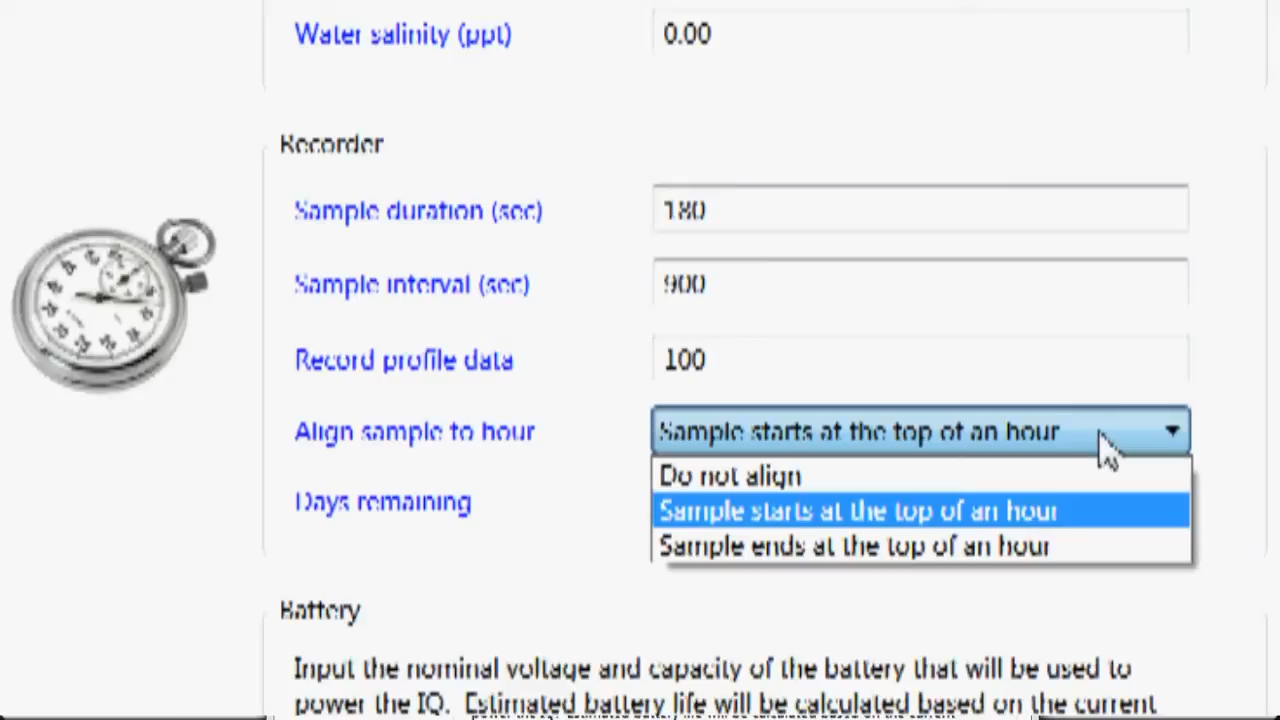 Water salinity (ppt) 0.00
Recorder
Sample duration (sec) 180
Sample interval (sec) 900
Record profile data 100
Align sample to hour Sample starts at the top of an hour
Do not align
Days remaining Sample starts at the top of an hour
Sample ends at the top of an hour
Battery
Input the nominal voltage and capacity of the battery that will be used to
power the IQ. Estimated battery life will be calculated based on the current